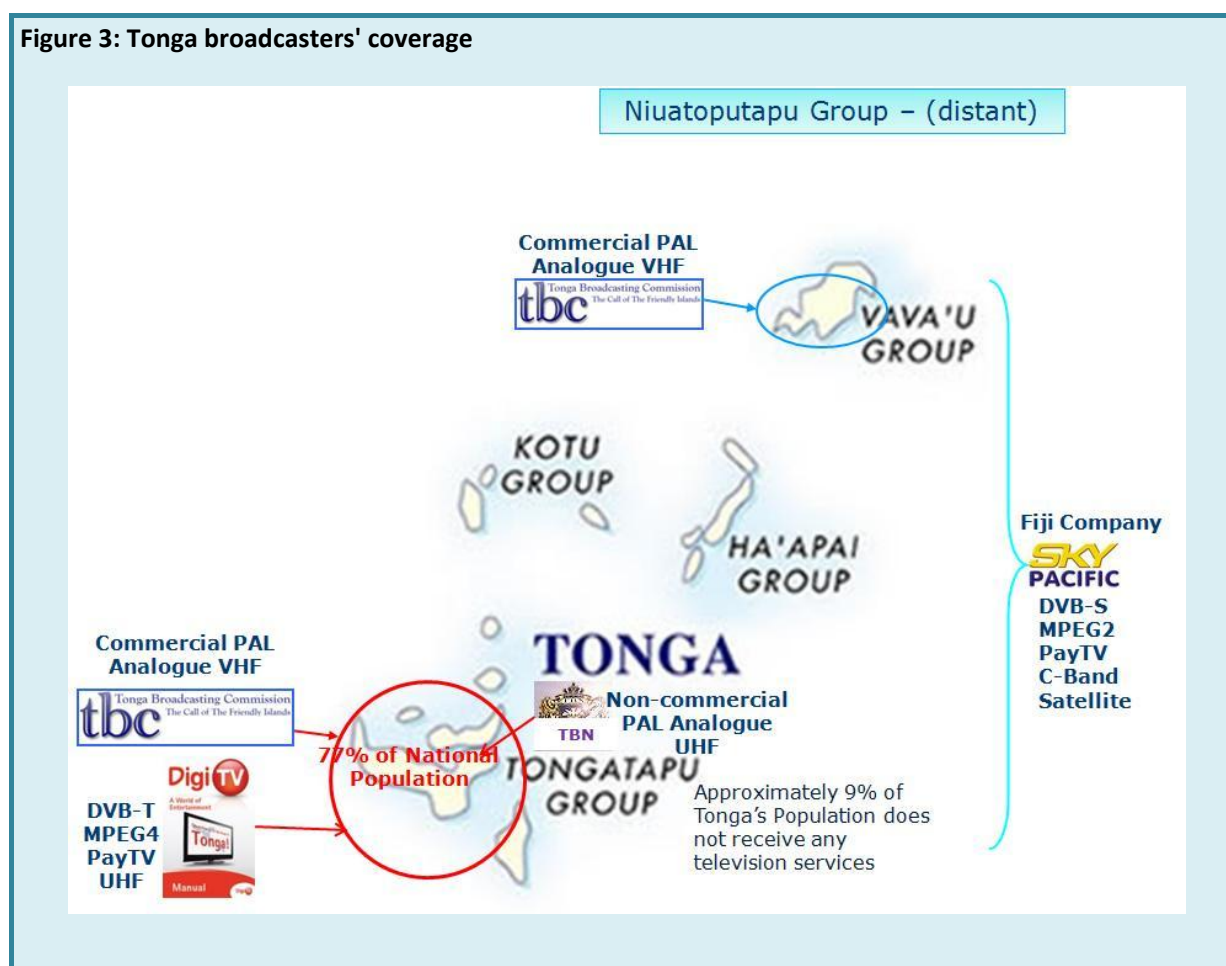 Figure 3: Tonga broadcasters' coverage
Niuatoputapu Group – (distant)
Commercial PAL
Analogue VHF
tbc
Tonga Broadcasting Commission
The Call of The Friendly Islands
VAVA'U
GROUP
KOTU
GROUP
HA'APAI
GROUP
Fiji Company
SKY
PACIFIC
DVB-S
MPEG2
PayTV
C-Band
Satellite
TONGA
Commercial PAL
Analogue VHF
tbc
Tonga Broadcasting Commission
The Call of The Friendly Islands
TBN
Non-commercial
PAL Analogue
UHF
77% of National
Population
TONGATAPU
GROUP
DVB-T
MPEG4
PayTV
UHF
Digi TV
A World of
Entertainment
Tonga!
Manual
Approximately 9% of
Tonga's Population does
not receive any
television services